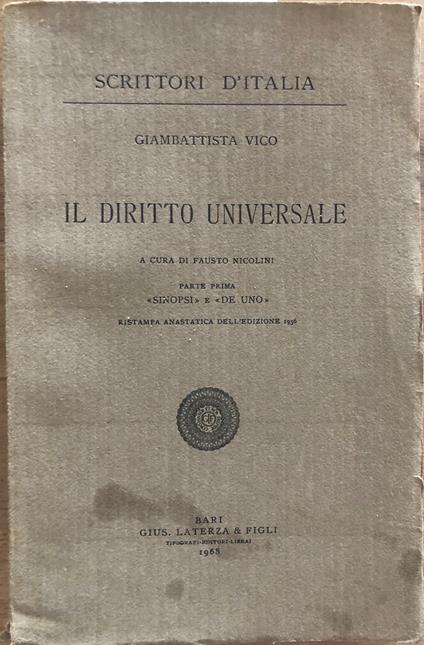 SCRITTORI D'ITALIA
GIAMBATTISTA VICO
IL DIRITTO UNIVERSALE
A CURA DI FAUSTO NICOLINI
PARTE PRIMA
«SINOPSI» E «DE UNO»
RISTAMPA ANASTATICA DELL'EDIZIONE 1936
BARI
GIUS. LATERZA & FIGLI
TIPOGRAFI-EDITORI-LIBRAI
1968